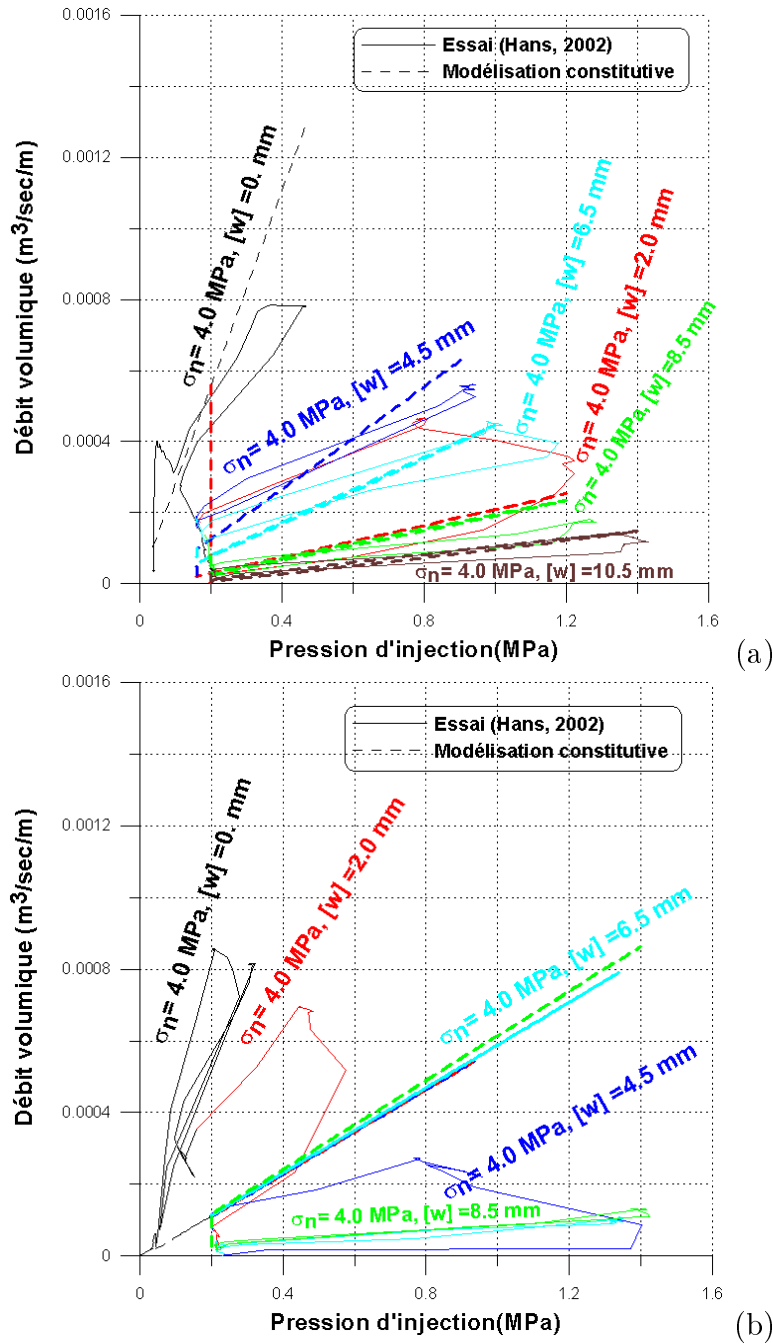 0.0016
Essai (Hans, 2002)
Modélisation constitutive
0.0012
0.0008
0.0004
0
Débit volumique (m³/sec/m)
σn= 4.0 MPa, [w] =0. mm
σn= 4.0 MPa, [w] =4.5 mm
σn= 4.0 MPa, [w] =6.5 mm
σn= 4.0 MPa, [w] =2.0 mm
σn= 4.0 MPa, [w] =8.5 mm
σn= 4.0 MPa, [w] =10.5 mm
0 0.4 0.8 1.2 1.6
Pression d'injection(MPa)
(a)
0.0016
Essai (Hans, 2002)
Modélisation constitutive
0.0012
0.0008
0.0004
0
Débit volumique (m³/sec/m)
σn= 4.0 MPa, [w] =0. mm
σn= 4.0 MPa, [w] =2.0 mm
σn= 4.0 MPa, [w] =6.5 mm
σn= 4.0 MPa, [w] =4.5 mm
σn= 4.0 MPa, [w] =8.5 mm
0 0.4 0.8 1.2 1.6
Pression d'injection(MPa)
(b)